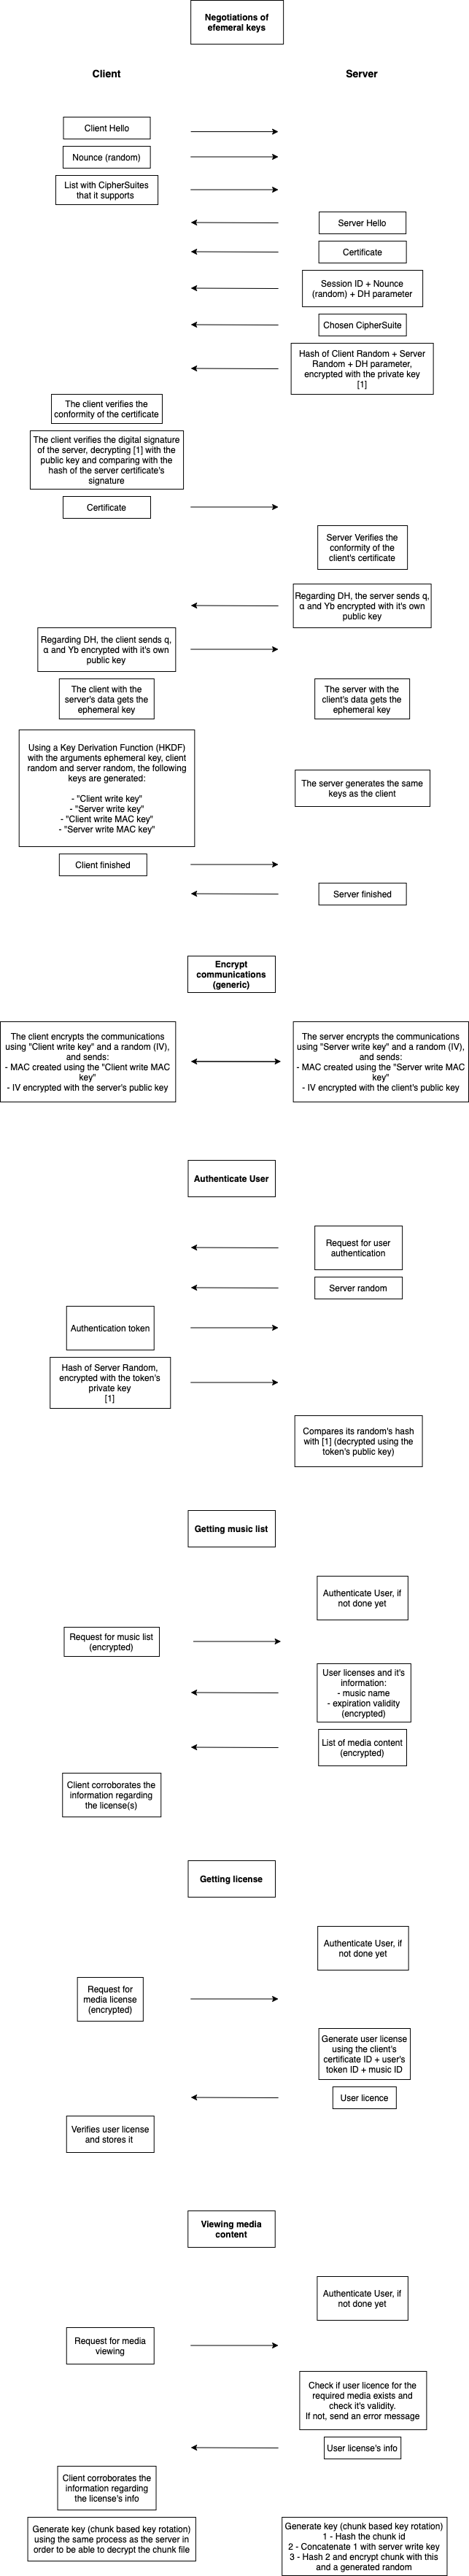 Negotiations of
efemeral keys
Client
Server
Client Hello
Nounce (random)
List with CipherSuites
that it supports
Server Hello
Certificate
Session ID + Nounce
(random) + DH parameter
Chosen CipherSuite
Hash of Client Random + Server
Random + DH parameter,
encrypted with the private key
[1]
The client verifies the
conformity of the certificate
The client verifies the digital signature
of the server, decrypting [1] with the
public key and comparing with the
hash of the server certificate's
signature
Certificate
Server Verifies the
conformity of the
client's certificate
Regarding DH, the server sends q,
α and Yb encrypted with it's own
public key
Regarding DH, the client sends q,
α and Yb encrypted with it's own
public key
The client with the
server's data gets the
ephemeral key
The server with the
client's data gets the
ephemeral key
Using a Key Derivation Function (HKDF)
with the arguments ephemeral key, client
random and server random, the following
keys are generated:
- "Client write key"
- "Server write key"
- "Client write MAC key"
- "Server write MAC key"
The server generates the same
keys as the client
Client finished
Server finished
Encrypt
communications
(generic)
The client encrypts the communications
using "Client write key" and a random (IV),
and sends:
- MAC created using the "Client write MAC
key"
- IV encrypted with the server's public key
The server encrypts the communications
using "Server write key" and a random (IV),
and sends:
- MAC created using the "Server write MAC
key"
- IV encrypted with the client's public key
Authenticate User
Request for user
authentication
Server random
Authentication token
Hash of Server Random,
encrypted with the token's
private key
[1]
Compares its random's hash
with [1] (decrypted using the
token's public key)
Getting music list
Authenticate User, if
not done yet
Request for music list
(encrypted)
User licenses and it's
information:
- music name
- expiration validity
(encrypted)
List of media content
(encrypted)
Client corroborates the
information regarding
the license(s)
Getting license
Authenticate User, if
not done yet
Request for
media license
(encrypted)
Generate user license
using the client's
certificate ID + user's
token ID + music ID
User licence
Verifies user license
and stores it
Viewing media
content
Authenticate User, if
not done yet
Request for media
viewing
Check if user licence for the
required media exists and
check it's validity.
If not, send an error message
User license's info
Client corroborates the
information regarding
the license's info
Generate key (chunk based key rotation)
using the same process as the server in
order to be able to decrypt the chunk file
Generate key (chunk based key rotation)
1 - Hash the chunk id
2 - Concatenate 1 with server write key
3 - Hash 2 and encrypt chunk with this
and a generated random